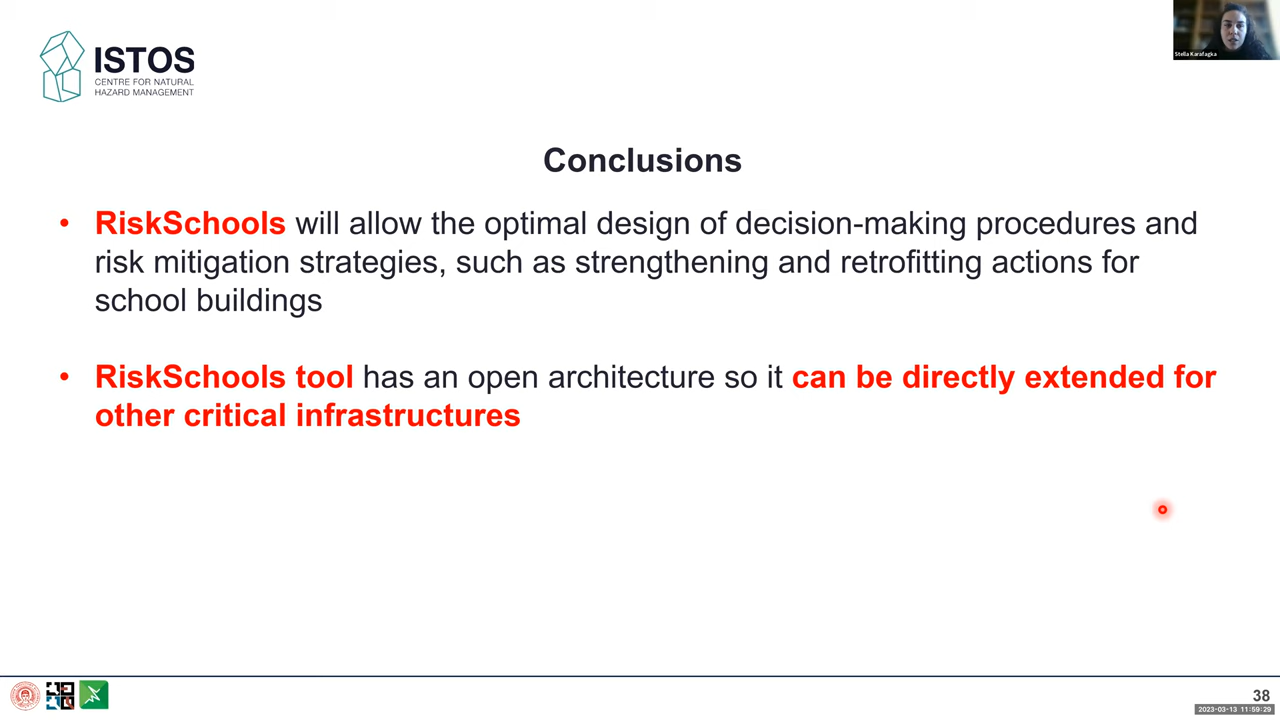 Stella Karafagka
ISTOS
CENTRE FOR NATURAL
HAZARD MANAGEMENT
Conclusions
• RiskSchools will allow the optimal design of decision-making procedures and
risk mitigation strategies, such as strengthening and retrofitting actions for
school buildings
• RiskSchools tool has an open architecture so it can be directly extended for
other critical infrastructures
38
2023-03-13 11:59:29